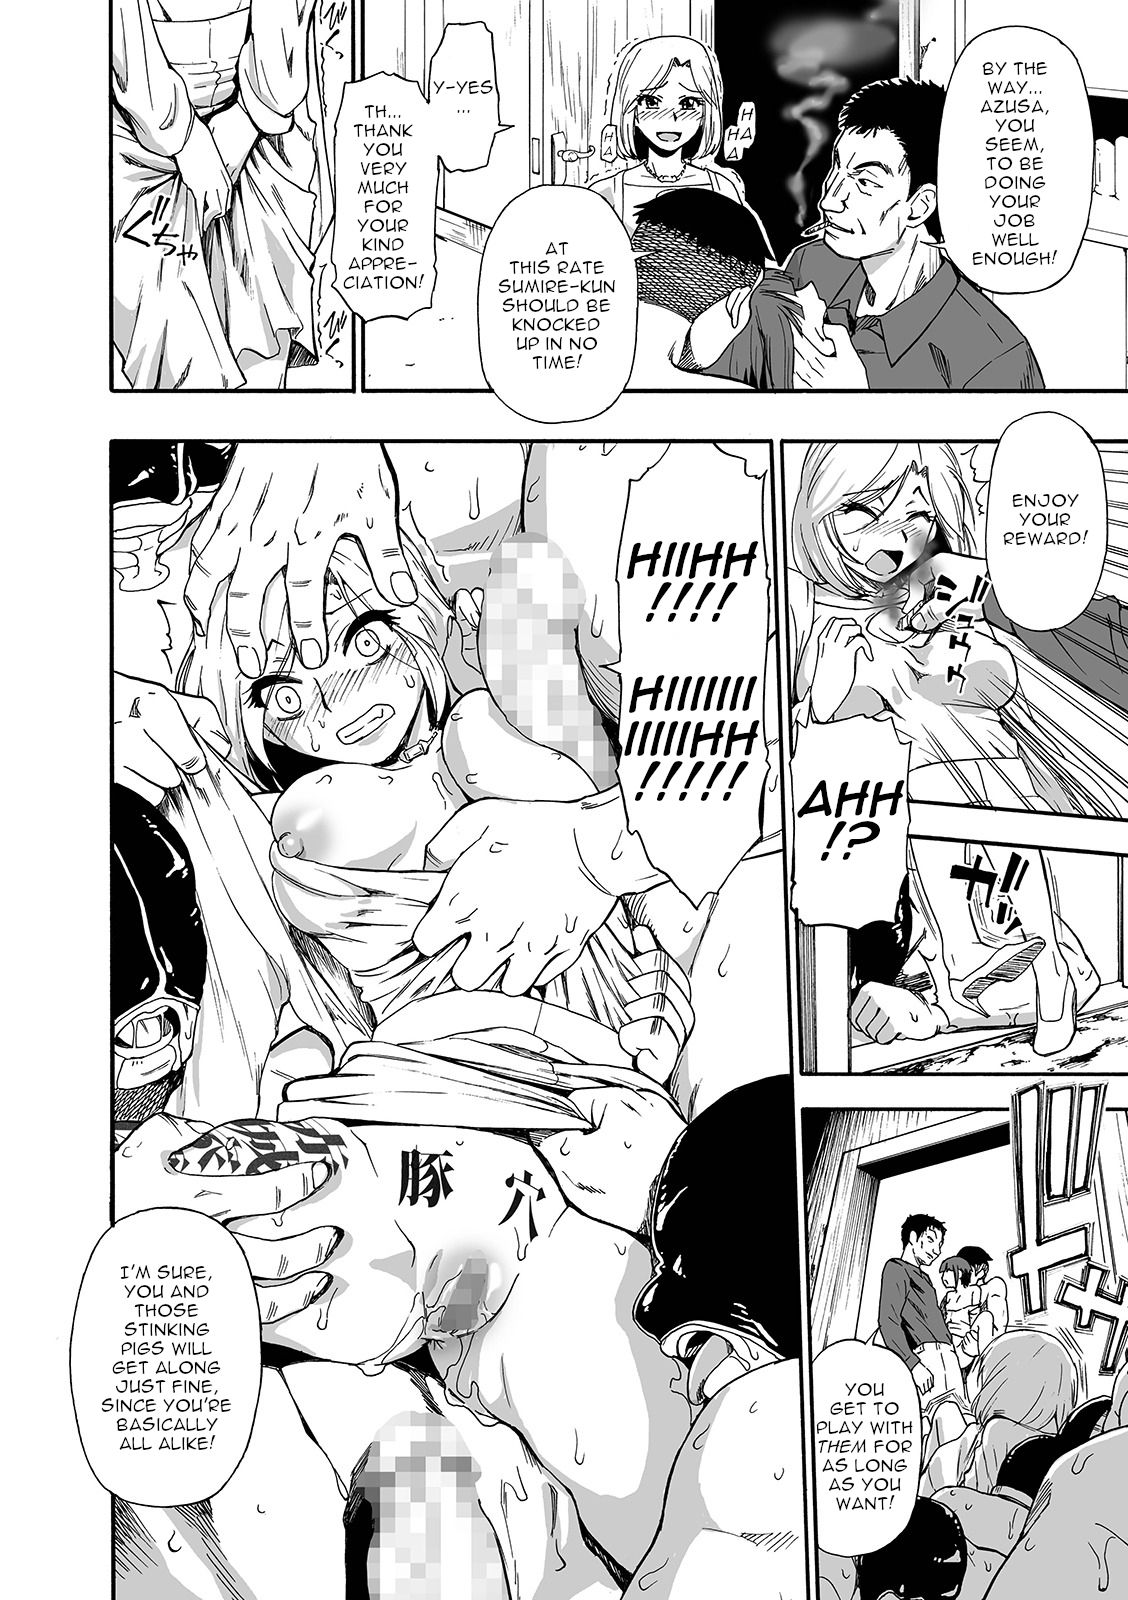 BY THE
WAY...
AZUSA,
YOU
SEEM,
TO BE
DOING
YOUR
JOB
WELL
ENOUGH!
HA
HA
HA
AT
THIS RATE
SUMIRE-KUN
SHOULD BE
KNOCKED
UP IN NO
TIME!
Y-YES
...
TH...
THANK
YOU
VERY
MUCH
FOR
YOUR
KIND
APPRE-
CIATION!
ぐちゃ
ENJOY
YOUR
REWARD!
AHH
!?
YOU
GET TO
PLAY WITH
THEM FOR
AS LONG
AS YOU
WANT!
HIIHH
!!!!
HIIIIIIII
IIIIIIIHH
!!!!!
豚穴
I'M SURE,
YOU AND
THOSE
STINKING
PIGS WILL
GET ALONG
JUST FINE,
SINCE YOU'RE
BASICALLY
ALL ALIKE!